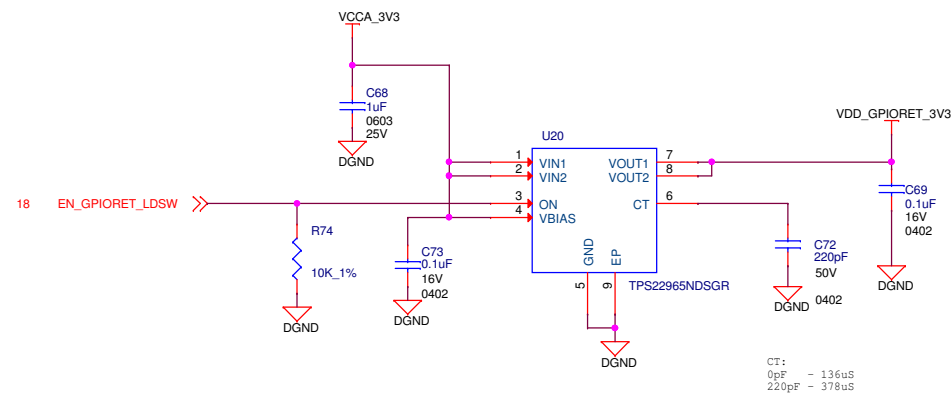 VCCA_3V3
C68
1uF
0603
25V
DGND
VDD_GPIORET_3V3
U20
1
VIN1
VOUT1
7
2
VIN2
VOUT2
8
C69
0.1uF
16V
0402
DGND
18
EN_GPIORET_LDSW
3
ON
CT
6
4
VBIAS
R74
10K_1%
DGND
C73
0.1uF
16V
0402
DGND
GND
EP
5
9
TPS22965NDSGR
DGND
C72
220pF
50V
0402
DGND
CT:
0pF - 136uS
220pF - 378uS